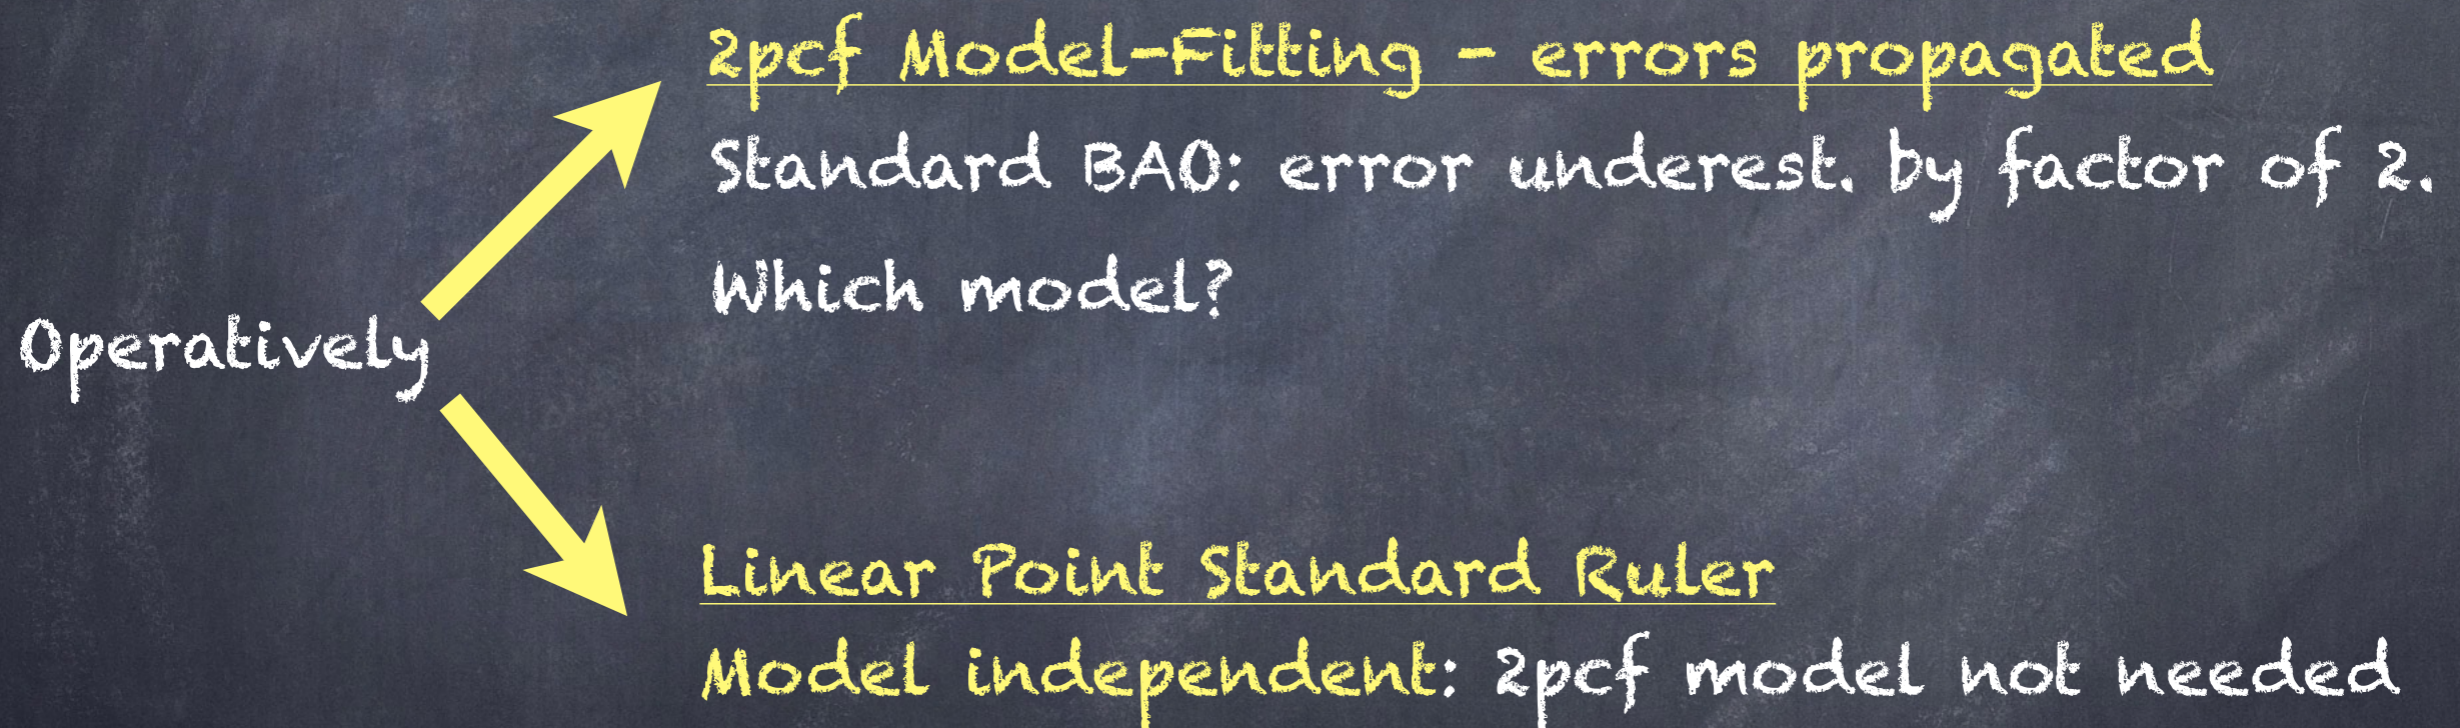 2pcf Model-Fitting - errors propagated
Standard BAO: error underest. by factor of 2.
Which model?
Operatively
Linear Point Standard Ruler
Model independent: 2pcf model not needed